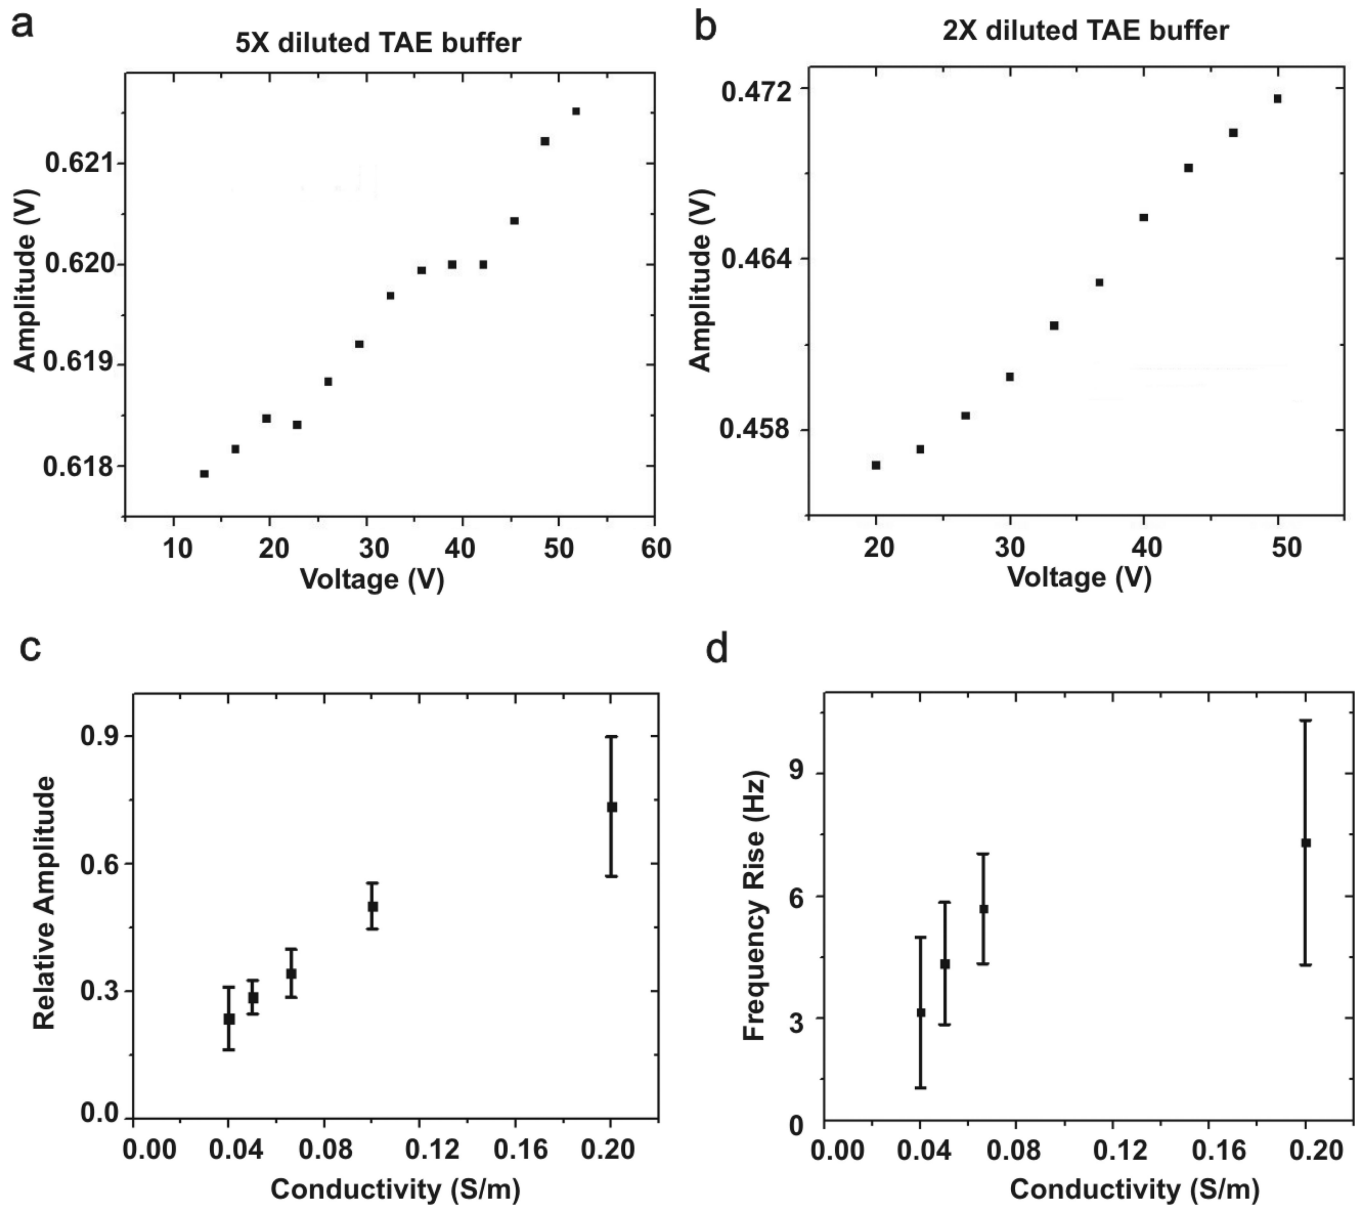 a
5X diluted TAE buffer
Amplitude (V)
0.621
0.620
0.619
0.618
10 20 30 40 50 60
Voltage (V)
b
2X diluted TAE buffer
Amplitude (V)
0.472
0.464
0.458
20 30 40 50
Voltage (V)
c
Relative Amplitude
0.9
0.6
0.3
0.0
0.00 0.04 0.08 0.12 0.16 0.20
Conductivity (S/m)
d
Frequency Rise (Hz)
9
6
3
0
0.00 0.04 0.08 0.12 0.16 0.20
Conductivity (S/m)